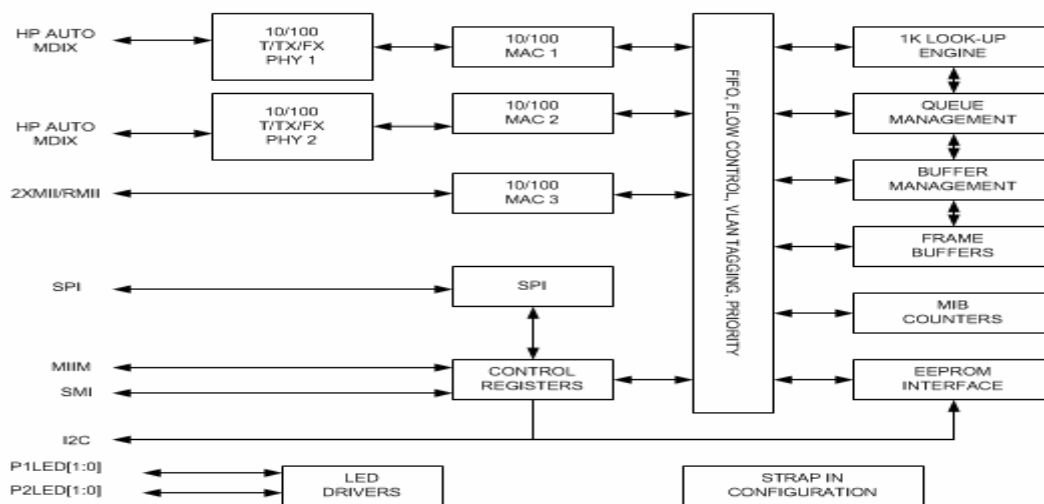 HP AUTO
MDIX
10/100
T/TX/FX
PHY 1
10/100
MAC 1
1K LOOK-UP
ENGINE
HP AUTO
MDIX
10/100
T/TX/FX
PHY 2
10/100
MAC 2
QUEUE
MANAGEMENT
2XMII/RMII
10/100
MAC 3
BUFFER
MANAGEMENT
FIFO, FLOW CONTROL, VLAN TAGGING, PRIORITY
FRAME
BUFFERS
SPI
SPI
MIB
COUNTERS
MIIM
SMI
CONTROL
REGISTERS
EEPROM
INTERFACE
I2C
P1LED[1:0]
P2LED[1:0]
LED
DRIVERS
STRAP IN
CONFIGURATION